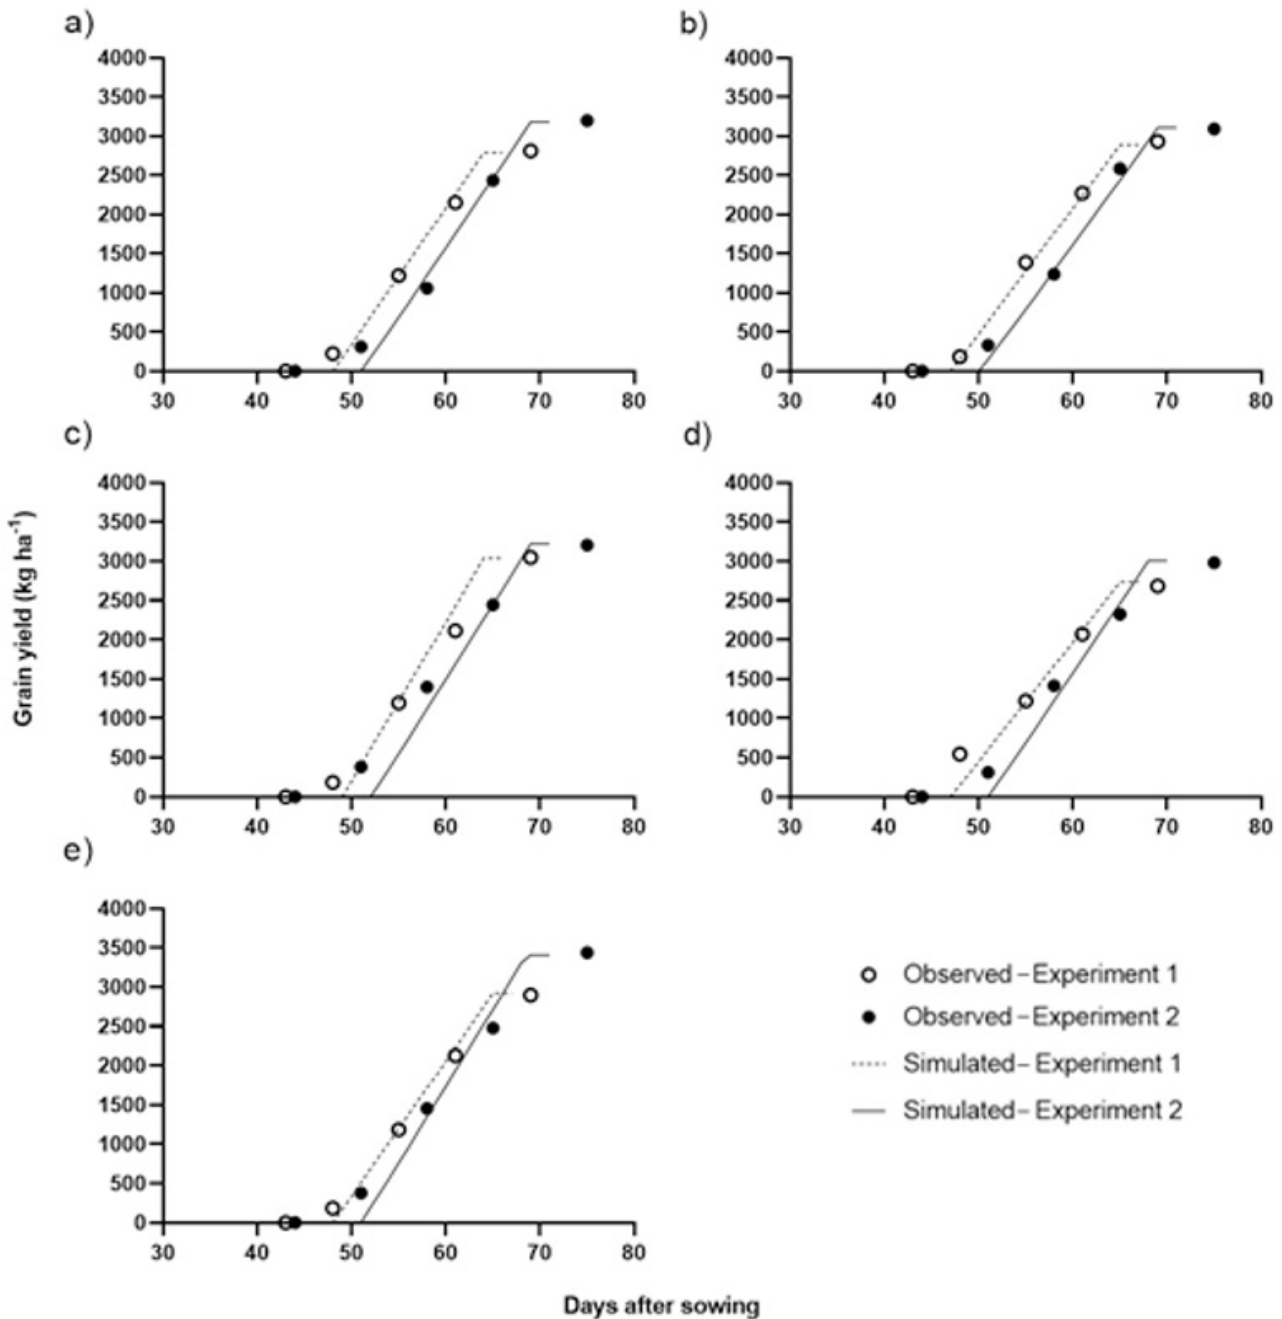 a)
4000
3500
3000
2500
2000
1500
1000
500
0
30 40 50 60 70 80
b)
4000
3500
3000
2500
2000
1500
1000
500
0
30 40 50 60 70 80
c)
4000
3500
3000
2500
2000
1500
1000
500
0
30 40 50 60 70 80
d)
4000
3500
3000
2500
2000
1500
1000
500
0
30 40 50 60 70 80
Grain yield (kg ha⁻¹)
e)
4000
3500
3000
2500
2000
1500
1000
500
0
30 40 50 60 70 80
Observed – Experiment 1
Observed – Experiment 2
Simulated – Experiment 1
Simulated – Experiment 2
Days after sowing